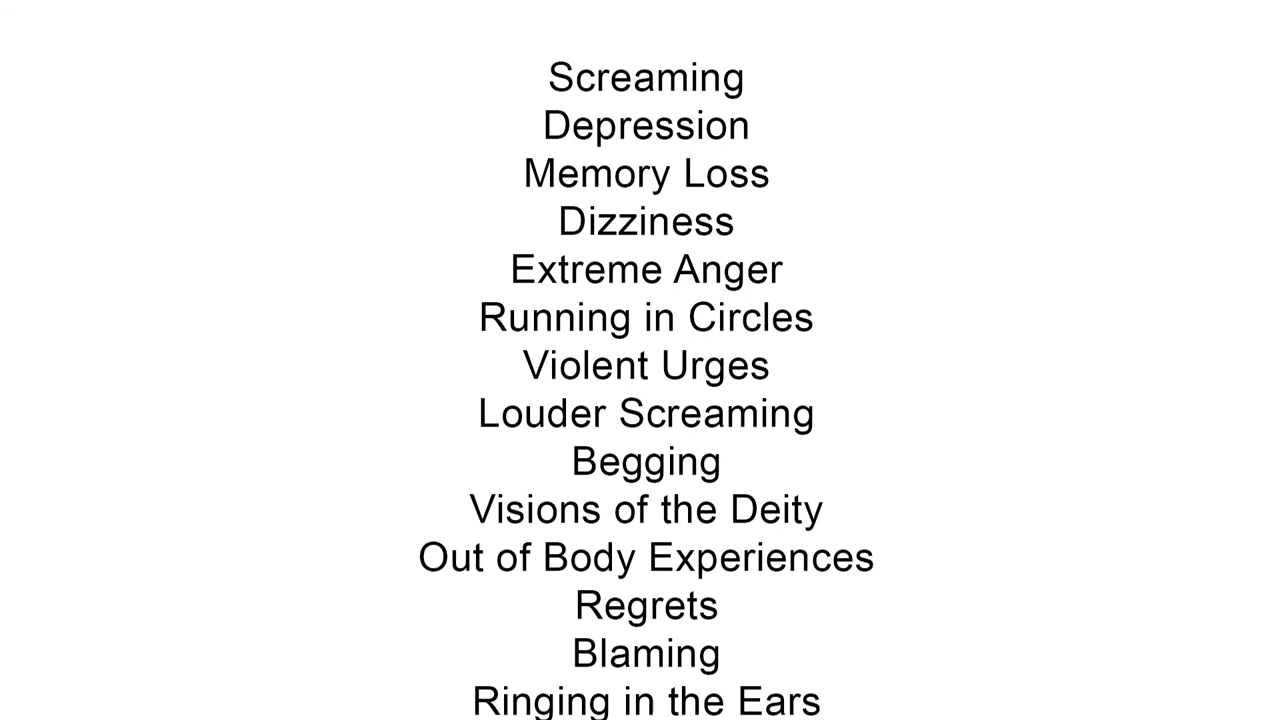 Screaming
Depression
Memory Loss
Dizziness
Extreme Anger
Running in Circles
Violent Urges
Louder Screaming
Begging
Visions of the Deity
Out of Body Experiences
Regrets
Blaming
Ringing in the Ears